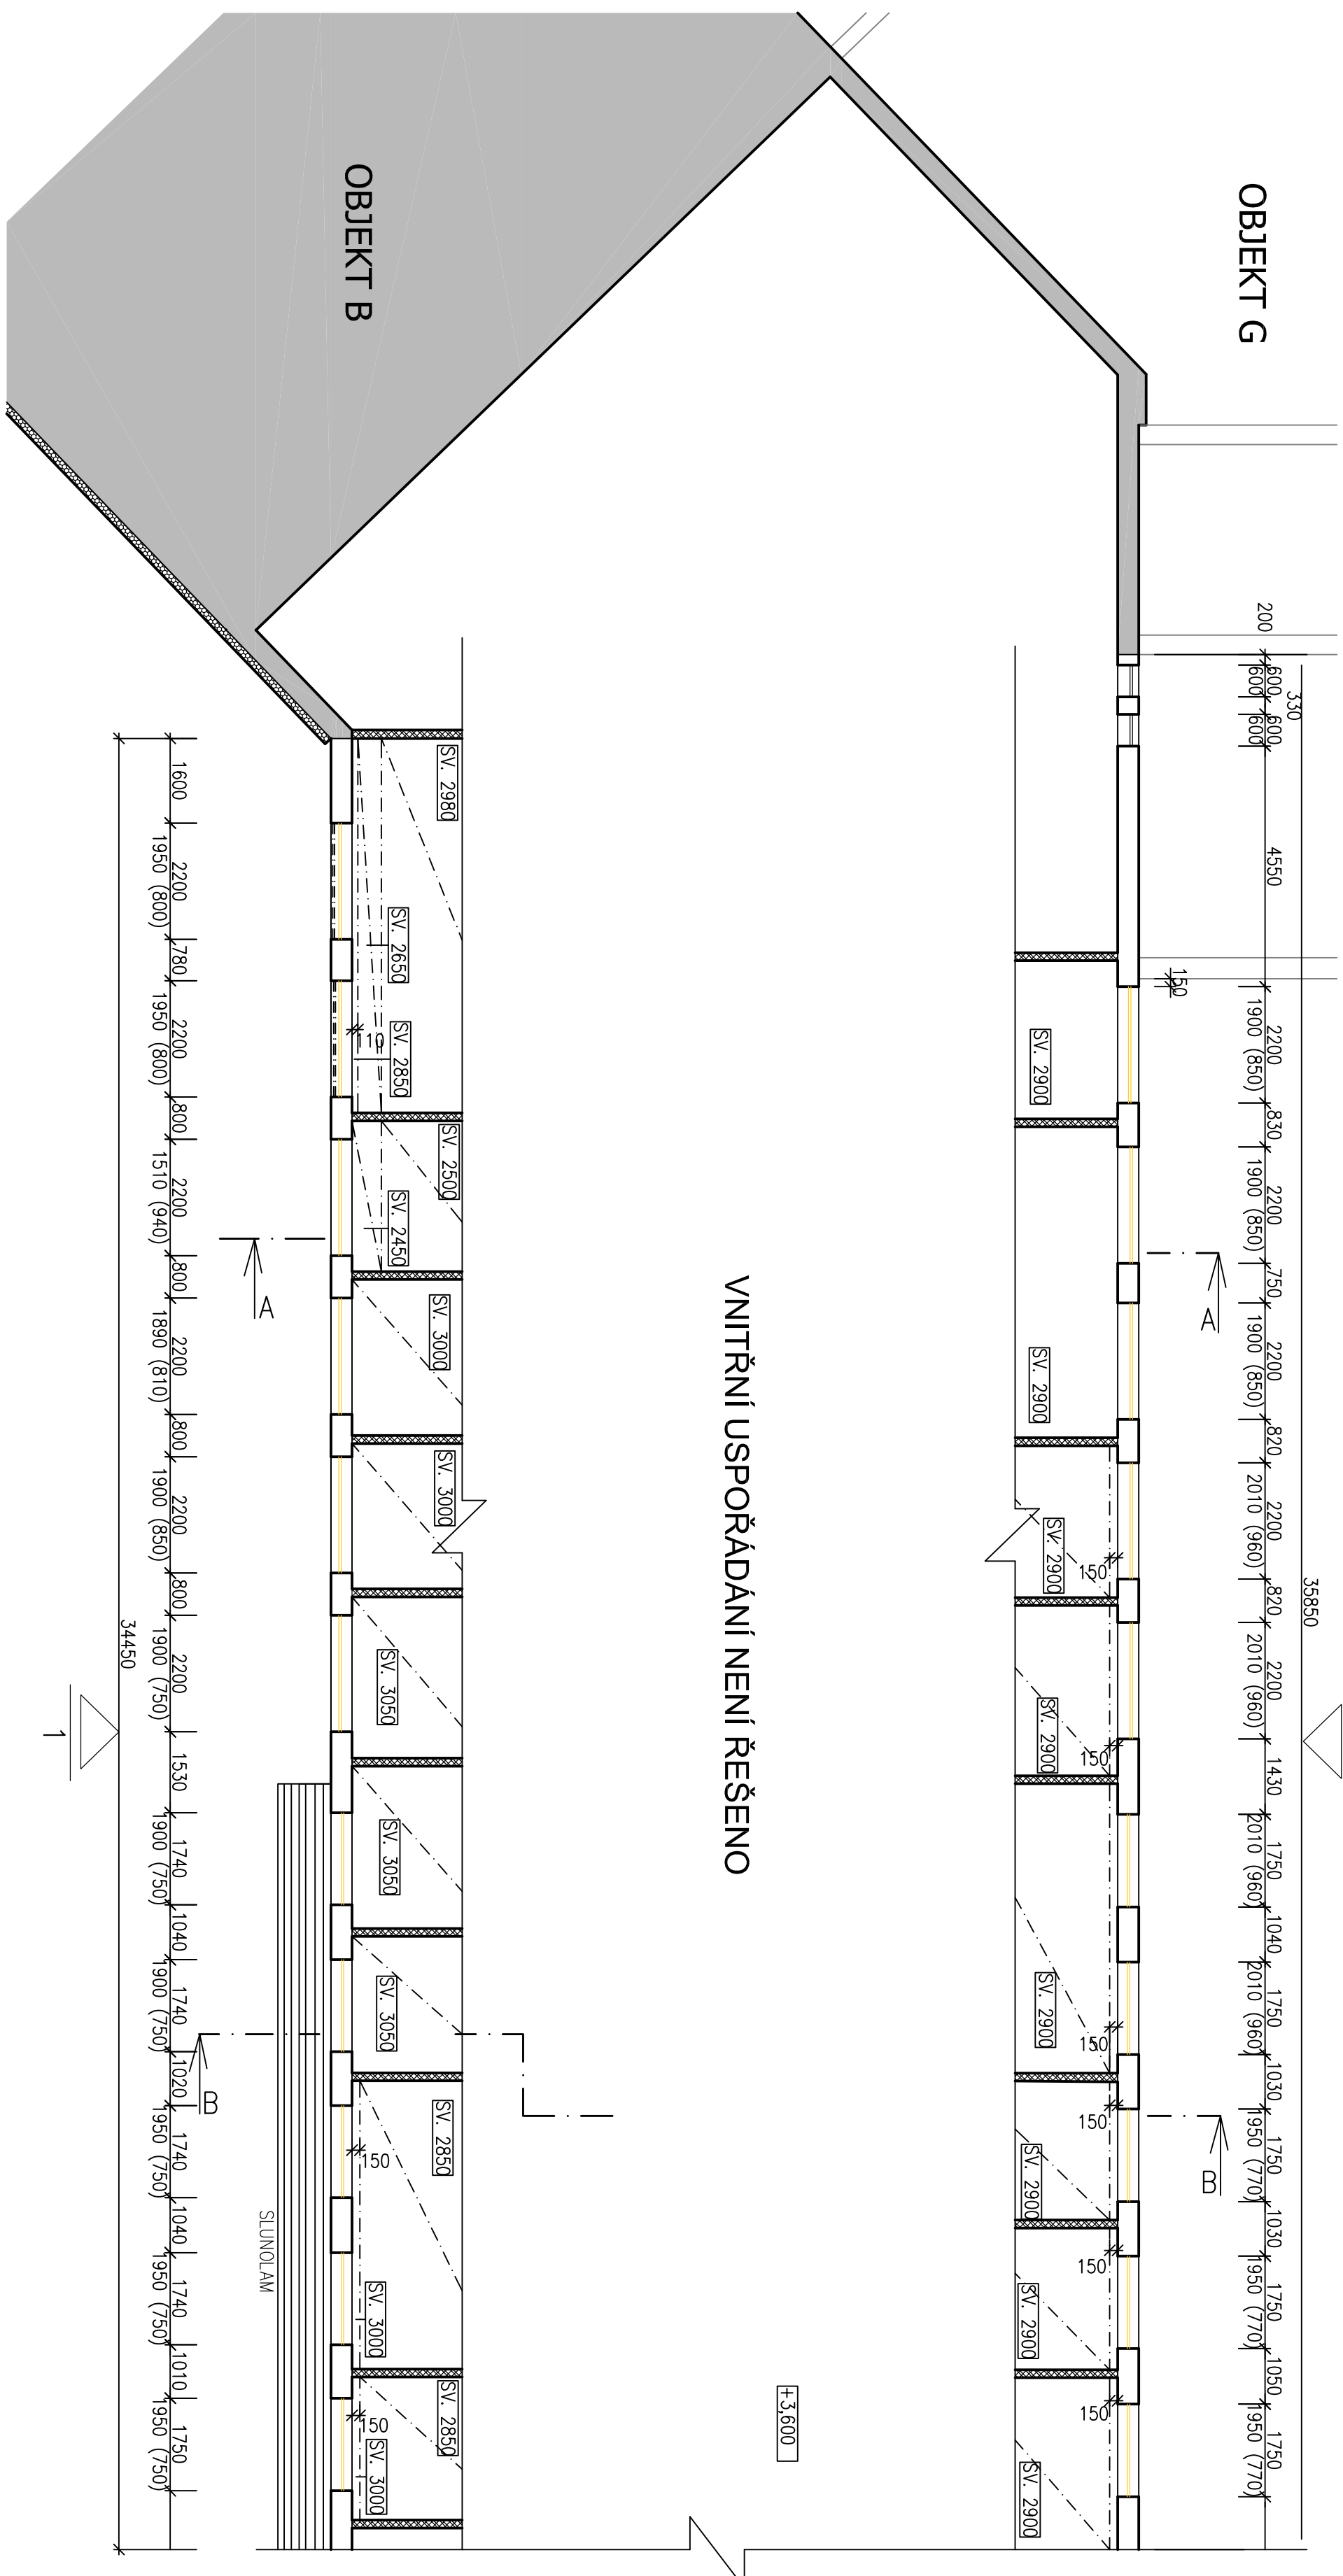 OBJEKT G
OBJEKT B
35850
200
600
600
330
600
600
4550
150
2200
1900 (850)
830
2200
1900 (850)
750
2200
1900 (850)
820
2200
2010 (960)
820
2200
2010 (960)
1430
1750
2010 (960)
1040
1750
2010 (960)
1030
1750
1950 (770)
1030
1750
1950 (770)
1050
1750
1950 (770)
A
B
150
150
150
150
150
150
SV. 2900
SV. 2900
SV. 2900
SV. 2900
SV. 2900
SV. 2900
SV. 2900
SV. 2900
+3,600
VNITŘNÍ USPOŘÁDÁNÍ NENÍ ŘEŠENO
SV. 2980
SV. 2650
SV. 2850
110
SV. 2500
SV. 2450
SV. 3000
SV. 3000
SV. 3050
SV. 3050
SV. 3050
SV. 2850
150
SV. 3000
SV. 2850
150
SV. 3000
A
B
SLUNOLAM
1600
2200
1950 (800)
780
2200
1950 (800)
800
2200
1510 (940)
800
2200
1890 (810)
800
2200
1900 (850)
800
2200
1900 (750)
1530
1740
1900 (750)
1040
1740
1900 (750)
1020
1740
1950 (750)
1040
1740
1950 (750)
1010
1750
1950 (750)
34450
1